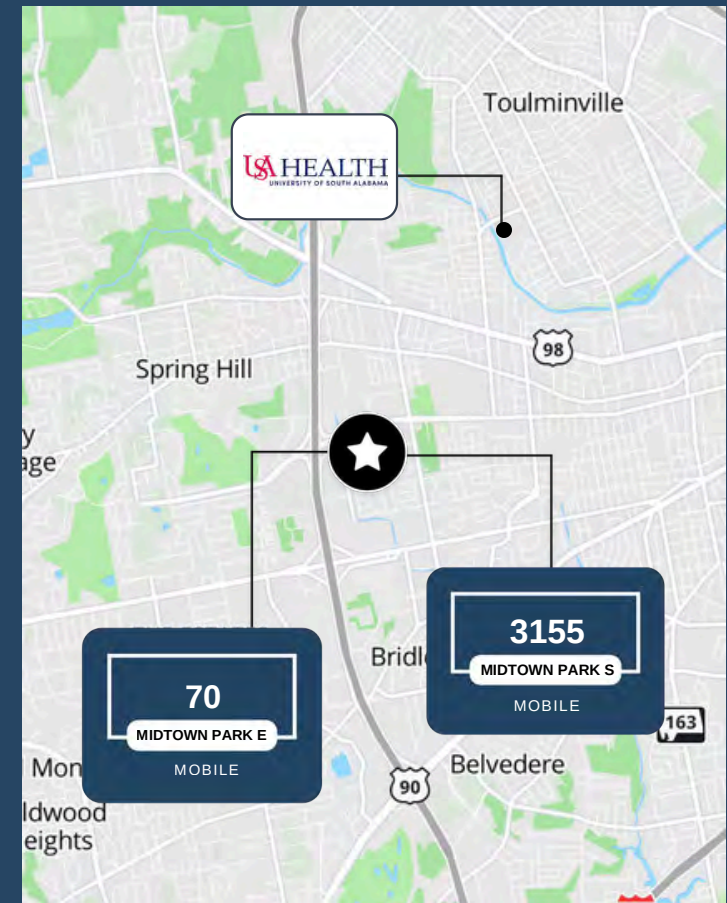 Toulminville
USA HEALTH
UNIVERSITY OF SOUTH ALABAMA
98
Spring Hill
y
age
3155
MIDTOWN PARK S
MOBILE
Bridl
70
MIDTOWN PARK E
MOBILE
163
Belvedere
Mon
90
ldwood
eights